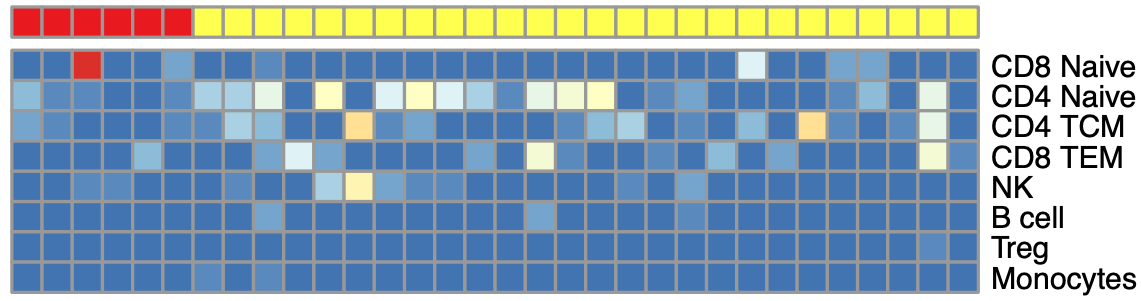 CD8 Naive
CD4 Naive
CD4 TCM
CD8 TEM
NK
B cell
Treg
Monocytes